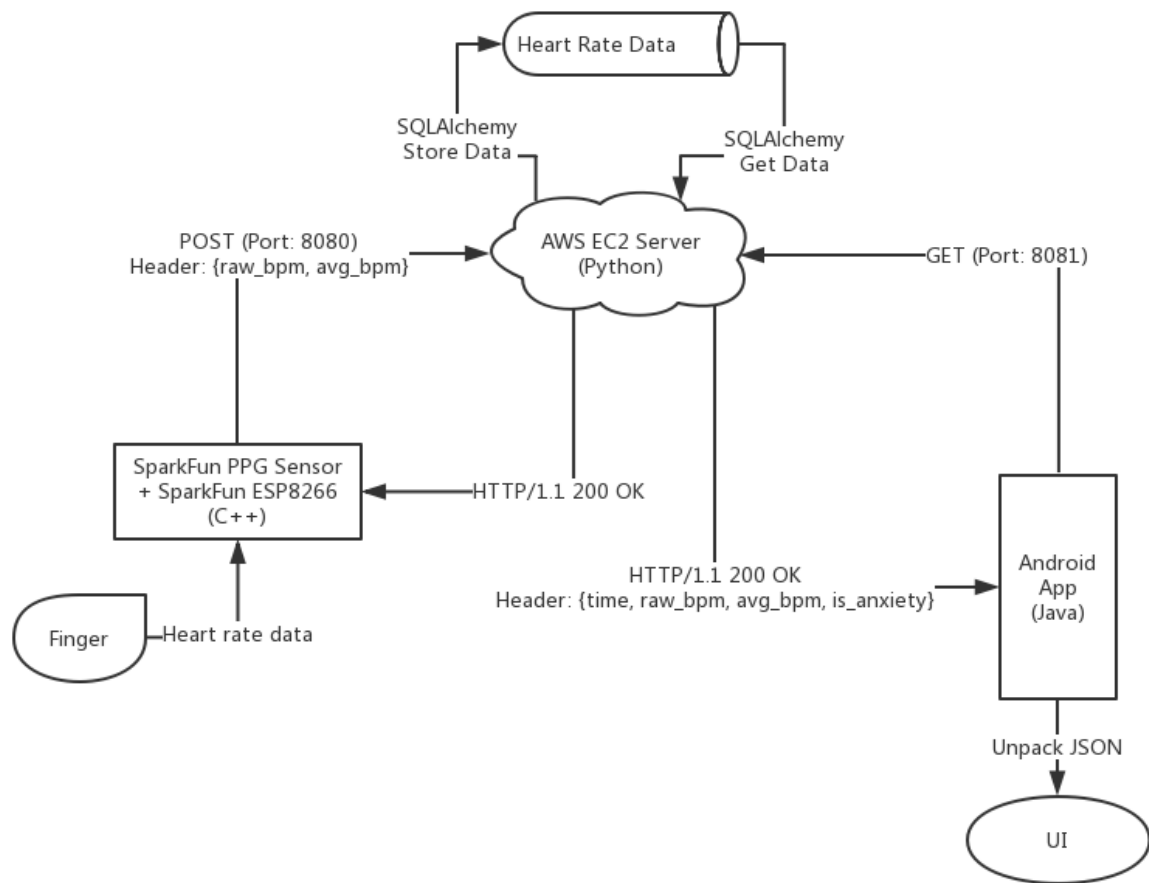 Heart Rate Data
SQLAlchemy
Store Data
SQLAlchemy
Get Data
POST (Port: 8080)
Header: {raw_bpm, avg_bpm}
AWS EC2 Server
(Python)
GET (Port: 8081)
SparkFun PPG Sensor
+ SparkFun ESP8266
(C++)
HTTP/1.1 200 OK
HTTP/1.1 200 OK
Header: {time, raw_bpm, avg_bpm, is_anxiety}
Android
App
(Java)
Finger
Heart rate data
Unpack JSON
UI